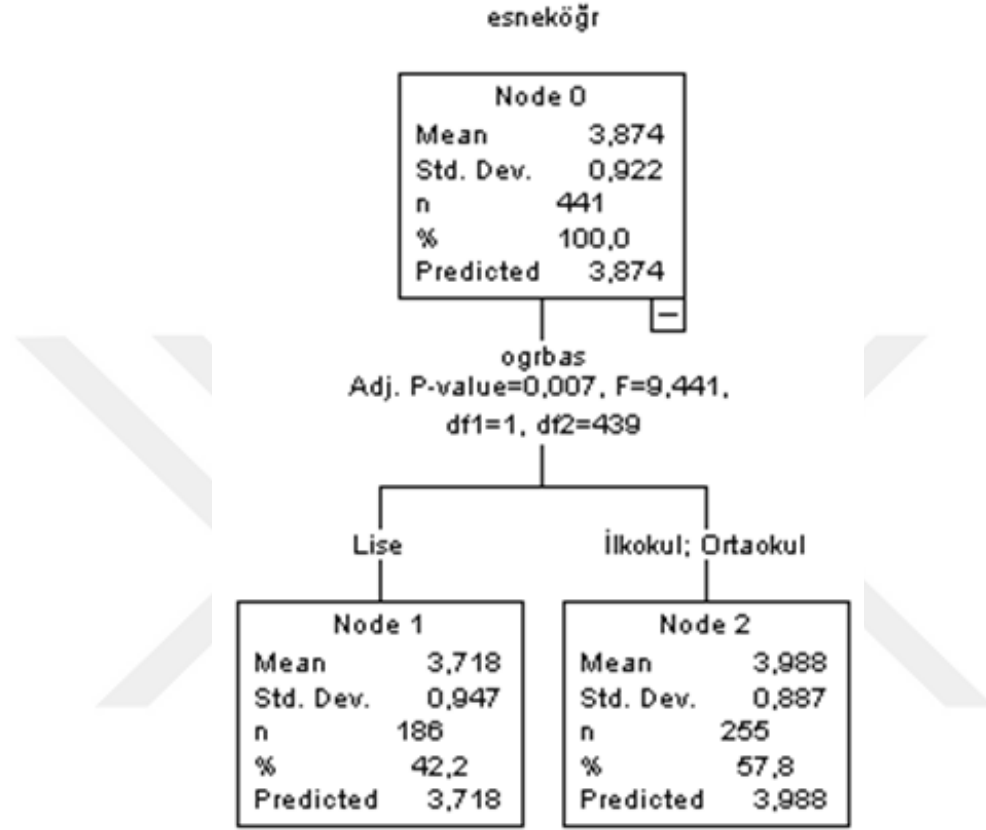 esneköğr
Node 0
Mean 3,874
Std. Dev. 0,922
n 441
% 100,0
Predicted 3,874
ogrbas
Adj. P-value=0,007, F=9,441,
df1=1, df2=439
Lise
İlkokul; Ortaokul
Node 1
Mean 3,718
Std. Dev. 0,947
n 186
% 42,2
Predicted 3,718
Node 2
Mean 3,988
Std. Dev. 0,887
n 255
% 57,8
Predicted 3,988